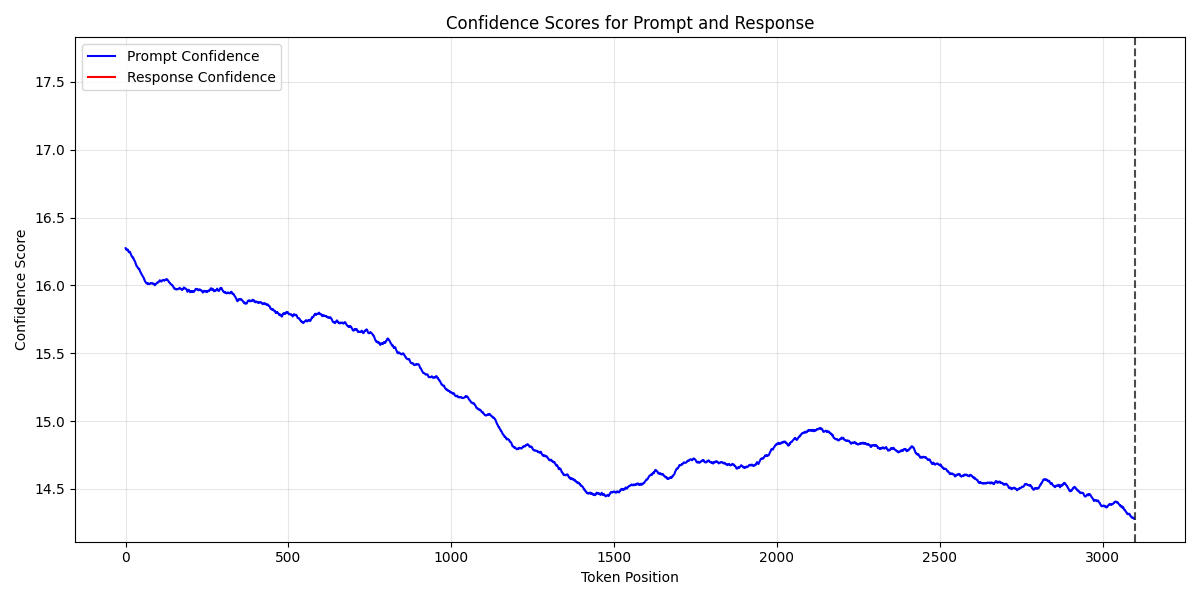 Confidence Scores for Prompt and Response
Prompt Confidence
Response Confidence
17.5
17.0
16.5
16.0
15.5
15.0
14.5
Confidence Score
0 500 1000 1500 2000 2500 3000
Token Position